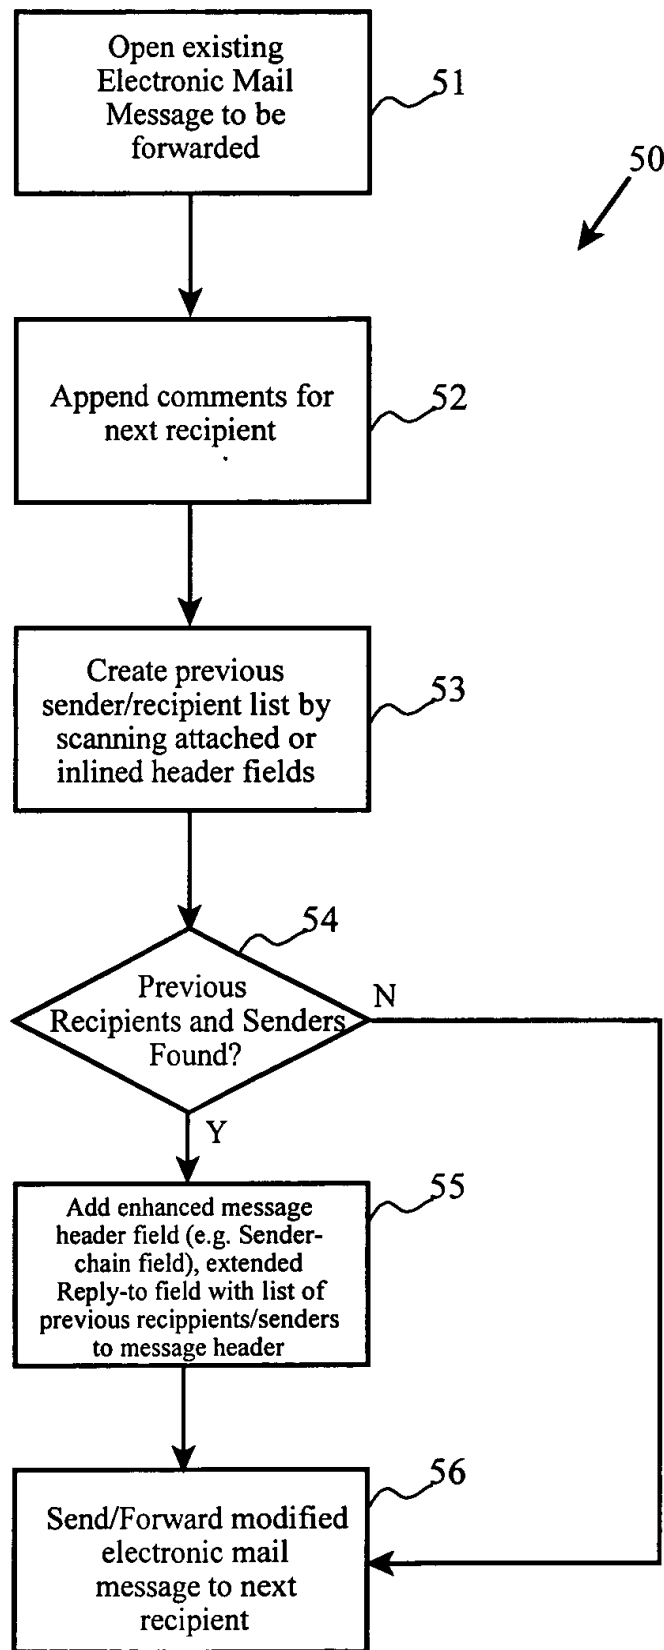 Open existing
Electronic Mail
Message to be
forwarded
51
50
Append comments for
next recipient
52
Create previous
sender/recipient list by
scanning attached or
inlined header fields
53
54
Previous
Recipients and Senders
Found?
N
Y
55
Add enhanced message
header field (e.g. Sender-
chain field), extended
Reply-to field with list of
previous recippients/senders
to message header
56
Send/Forward modified
electronic mail
message to next
recipient